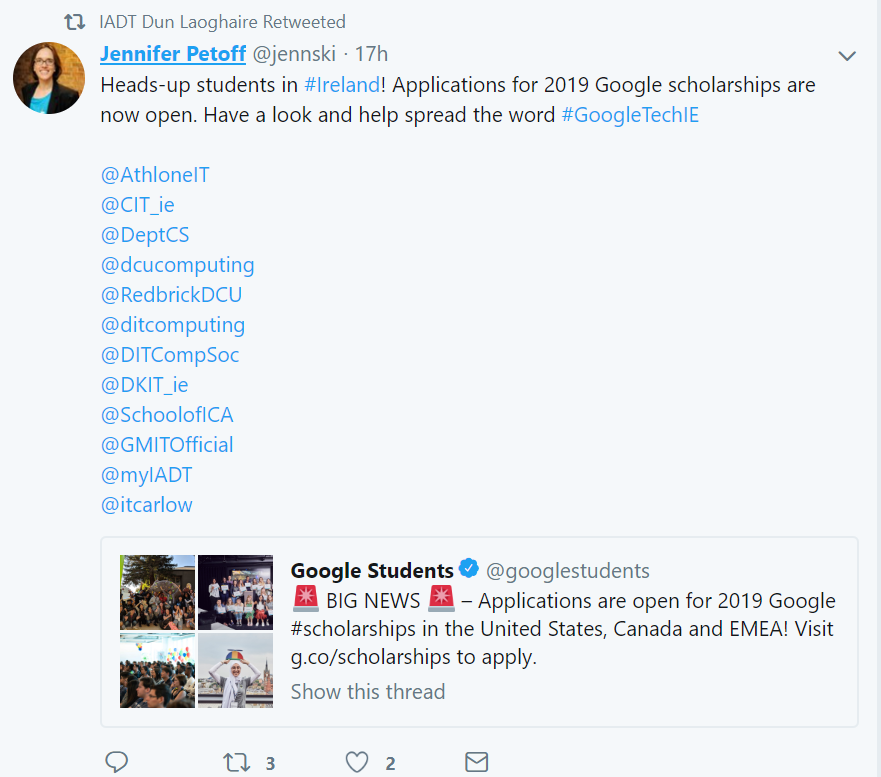 IADT Dun Laoghaire Retweeted
Jennifer Petoff @jennski · 17h
Heads-up students in #Ireland! Applications for 2019 Google scholarships are
now open. Have a look and help spread the word #GoogleTechIE
@AthloneIT
@CIT_ie
@DeptCS
@dcucomputing
@RedbrickDCU
@ditcomputing
@DITCompSoc
@DKIT_ie
@SchoolofICA
@GMITOfficial
@myIADT
@itcarlow
Google Students @googlestudents
🚨 BIG NEWS 🚨 – Applications are open for 2019 Google
#scholarships in the United States, Canada and EMEA! Visit
g.co/scholarships to apply.
Show this thread
3 2